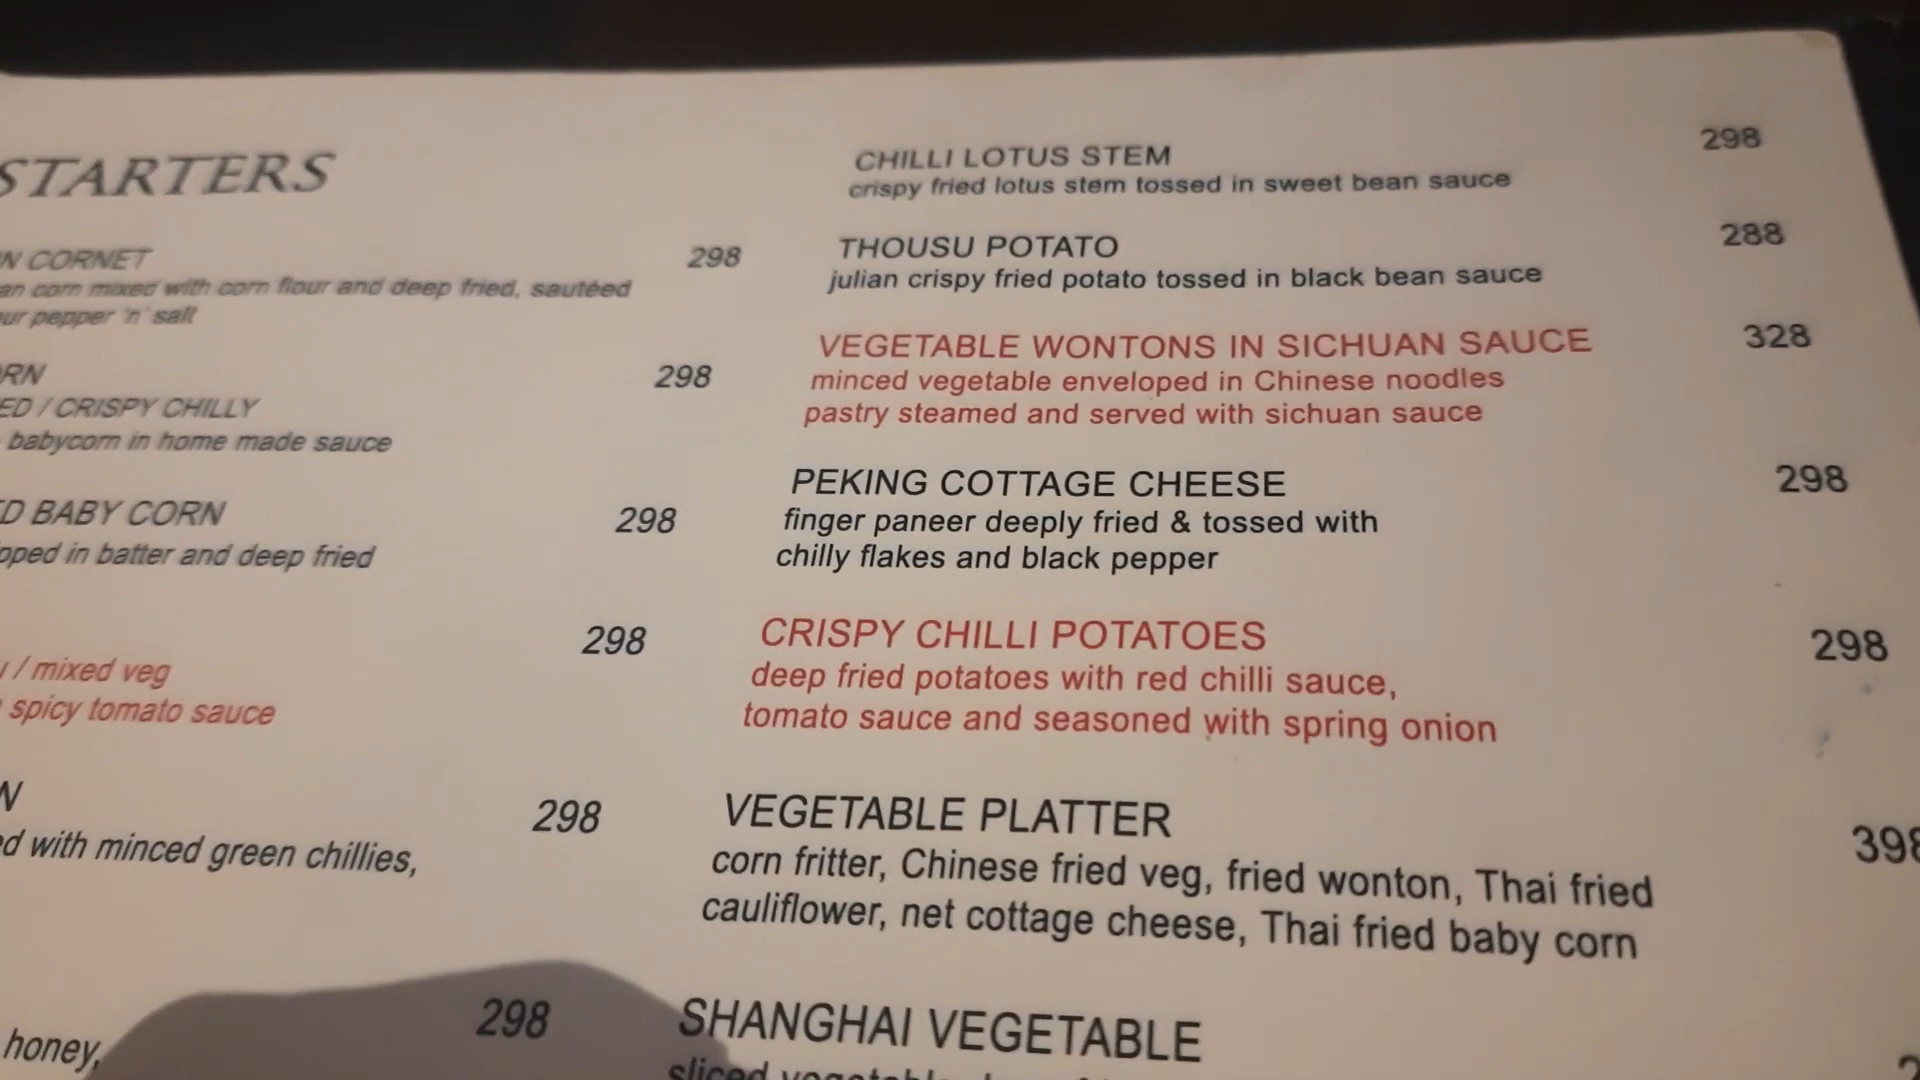 STARTERS
CORNET 298
corn mixed with corn flour and deep fried, sautéed
pepper 'n' salt
298
/ CRISPY CHILLY
babycorn in home made sauce
BABY CORN 298
in batter and deep fried
298
/ mixed veg
spicy tomato sauce
298
with minced green chillies,
298
honey,
CHILLI LOTUS STEM 298
crispy fried lotus stem tossed in sweet bean sauce
THOUSU POTATO 288
julian crispy fried potato tossed in black bean sauce
VEGETABLE WONTONS IN SICHUAN SAUCE 328
minced vegetable enveloped in Chinese noodles
pastry steamed and served with sichuan sauce
PEKING COTTAGE CHEESE 298
finger paneer deeply fried & tossed with
chilly flakes and black pepper
CRISPY CHILLI POTATOES 298
deep fried potatoes with red chilli sauce,
tomato sauce and seasoned with spring onion
VEGETABLE PLATTER 398
corn fritter, Chinese fried veg, fried wonton, Thai fried
cauliflower, net cottage cheese, Thai fried baby corn
SHANGHAI VEGETABLE
sliced